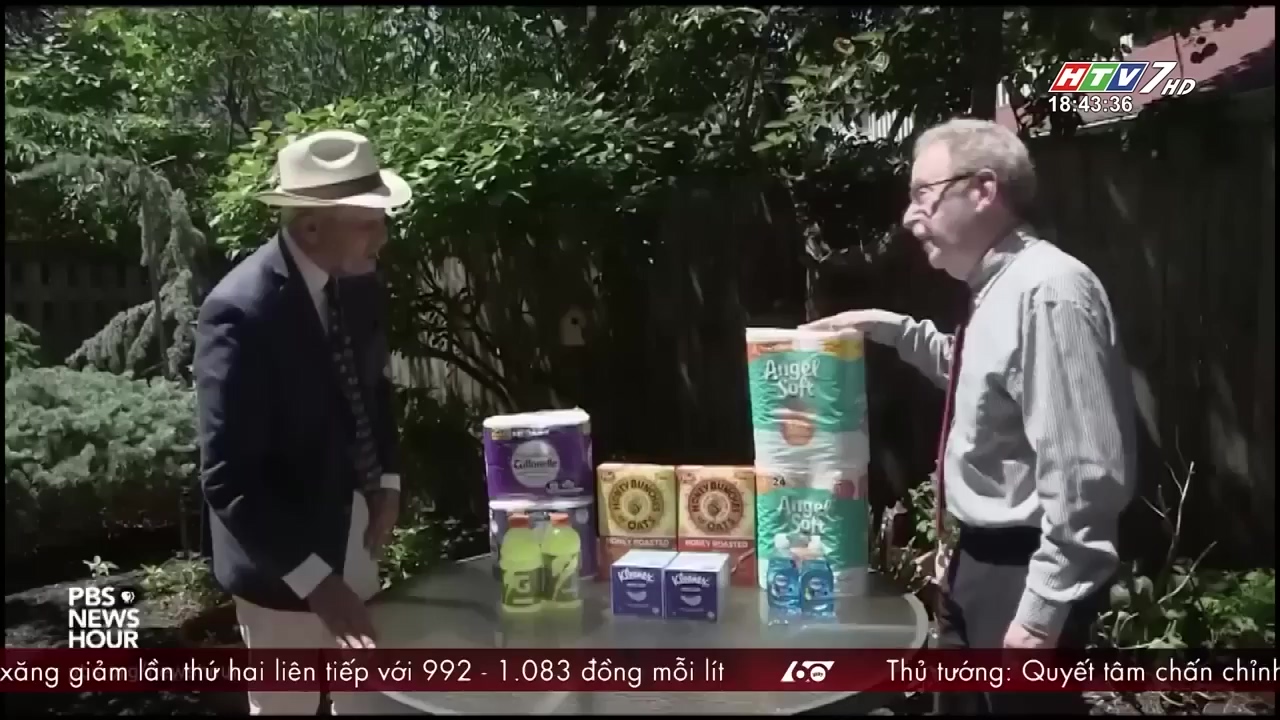 HTV7 HD
18:43:36
Angel
Soft
Cottonelle
HONEY BUNCHES
OF OATS
HONEY ROASTED
HONEY BUNCHES
OF OATS
HONEY ROASTED
24
Angel
Soft
G
Kleenex
Kleenex
PBS
NEWS
HOUR
xăng giảm lần thứ hai liên tiếp với 992 - 1.083 đồng mỗi lít
60 giây
Thủ tướng: Quyết tâm chấn chỉnh